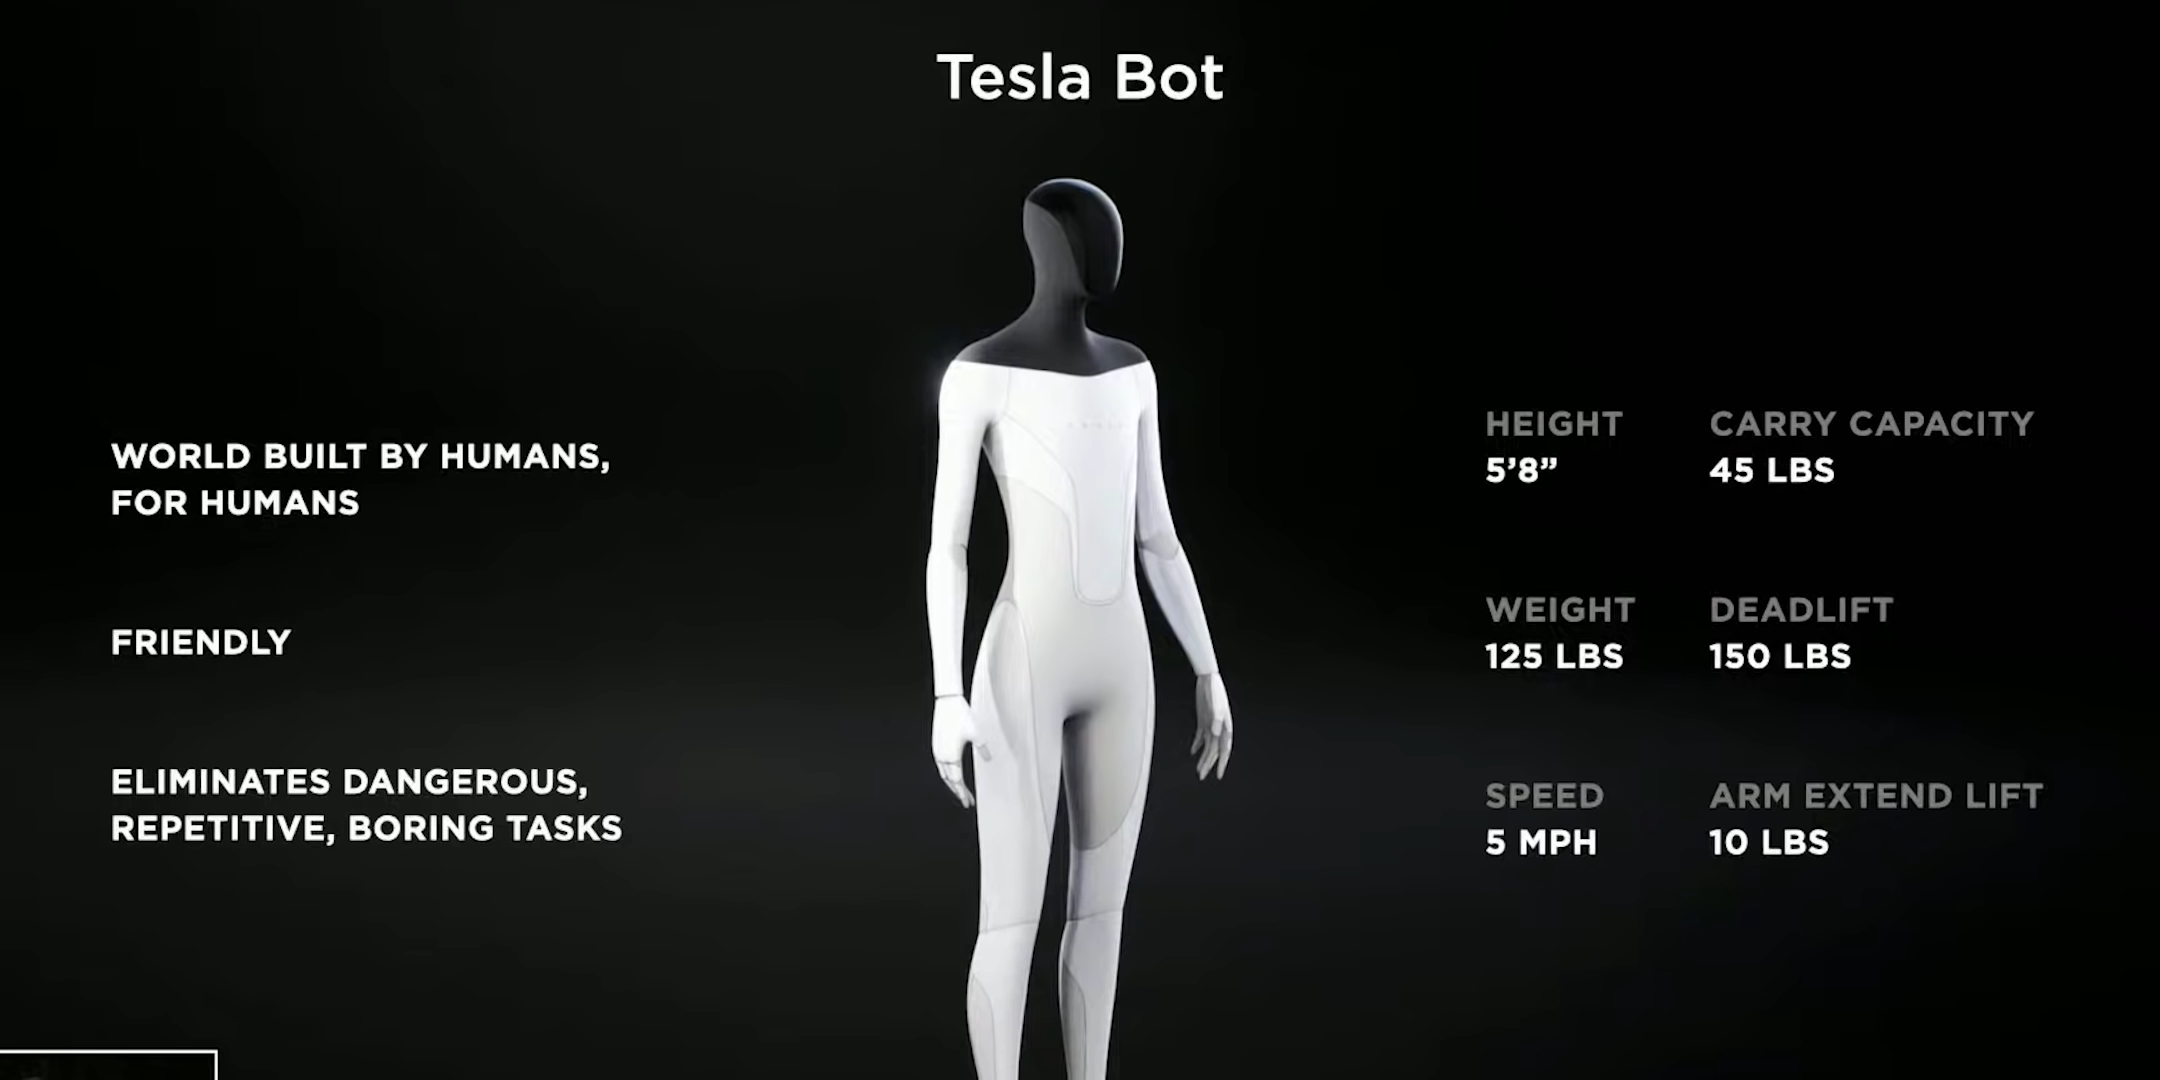 Tesla Bot
WORLD BUILT BY HUMANS,
FOR HUMANS
FRIENDLY
ELIMINATES DANGEROUS,
REPETITIVE, BORING TASKS
HEIGHT
5’8”
CARRY CAPACITY
45 LBS
WEIGHT
125 LBS
DEADLIFT
150 LBS
SPEED
5 MPH
ARM EXTEND LIFT
10 LBS